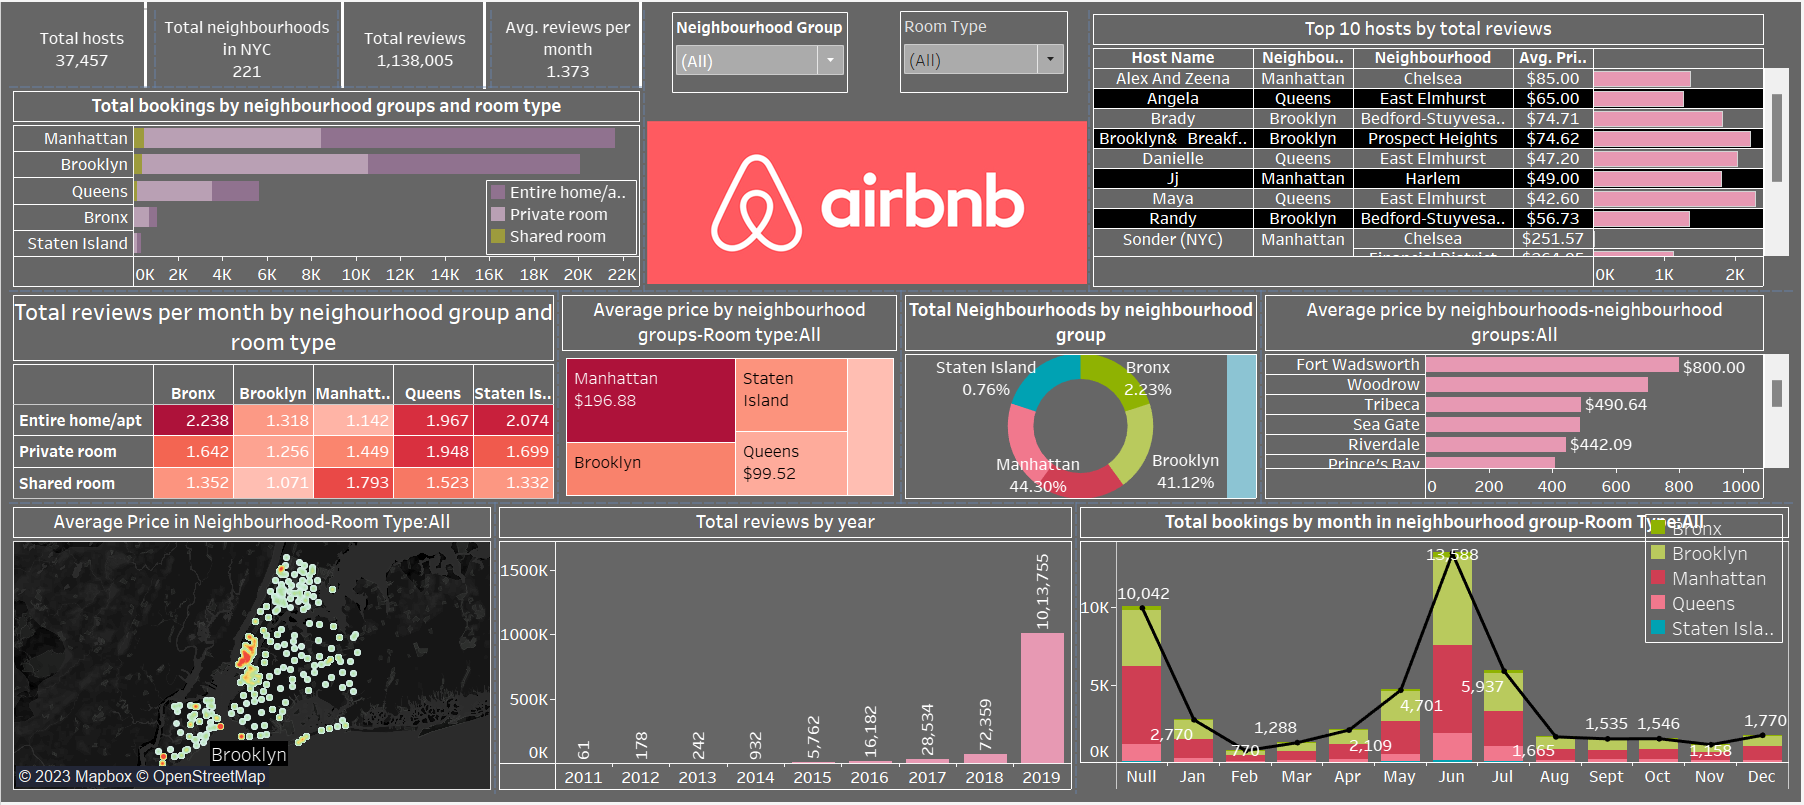 Total hosts
37,457
Total neighbourhoods
in NYC
221
Total reviews
1,138,005
Avg. reviews per
month
1.373
Neighbourhood Group
(All)
Room Type
(All)
Top 10 hosts by total reviews
Host Name Neighbou.. Neighbourhood Avg. Pri..
Alex And Zeena Manhattan Chelsea $85.00
Angela Queens East Elmhurst $65.00
Brady Brooklyn Bedford-Stuyvesa.. $74.71
Brooklyn& Breakf.. Brooklyn Prospect Heights $74.62
Danielle Queens East Elmhurst $47.20
Jj Manhattan Harlem $49.00
Maya Queens East Elmhurst $42.60
Randy Brooklyn Bedford-Stuyvesa.. $56.73
Sonder (NYC) Manhattan Chelsea $251.57
Financial District $264.95
0K 1K 2K
Total bookings by neighbourhood groups and room type
Manhattan
Brooklyn
Queens
Bronx
Staten Island
Entire home/a..
Private room
Shared room
0K 2K 4K 6K 8K 10K 12K 14K 16K 18K 20K 22K
airbnb
Total reviews per month by neighourhood group and
room type
Bronx Brooklyn Manhatt.. Queens Staten Is..
Entire home/apt 2.238 1.318 1.142 1.967 2.074
Private room 1.642 1.256 1.449 1.948 1.699
Shared room 1.352 1.071 1.793 1.523 1.332
Average price by neighbourhood
groups-Room type:All
Manhattan
$196.88
Brooklyn
Staten
Island
Queens
$99.52
Total Neighbourhoods by neighbourhood
group
Staten Island
0.76%
Bronx
2.23%
Manhattan
44.30%
Brooklyn
41.12%
Average price by neighbourhoods-neighbourhood
groups:All
Fort Wadsworth $800.00
Woodrow
Tribeca $490.64
Sea Gate
Riverdale $442.09
Prince's Bay
0 200 400 600 800 1000
Average Price in Neighbourhood-Room Type:All
Brooklyn
© 2023 Mapbox © OpenStreetMap
Total reviews by year
1500K
1000K
500K
0K
61 178 242 932 5,762 16,182 28,534 72,359 10,13,755
2011 2012 2013 2014 2015 2016 2017 2018 2019
Total bookings by month in neighbourhood group-Room Type:All
Bronx
Brooklyn
Manhattan
Queens
Staten Isla..
10K
5K
0K
10,042 2,770 770 1,288 2,109 4,701 13,588 5,937 1,665 1,535 1,546 1,158 1,770
Null Jan Feb Mar Apr May Jun Jul Aug Sept Oct Nov Dec